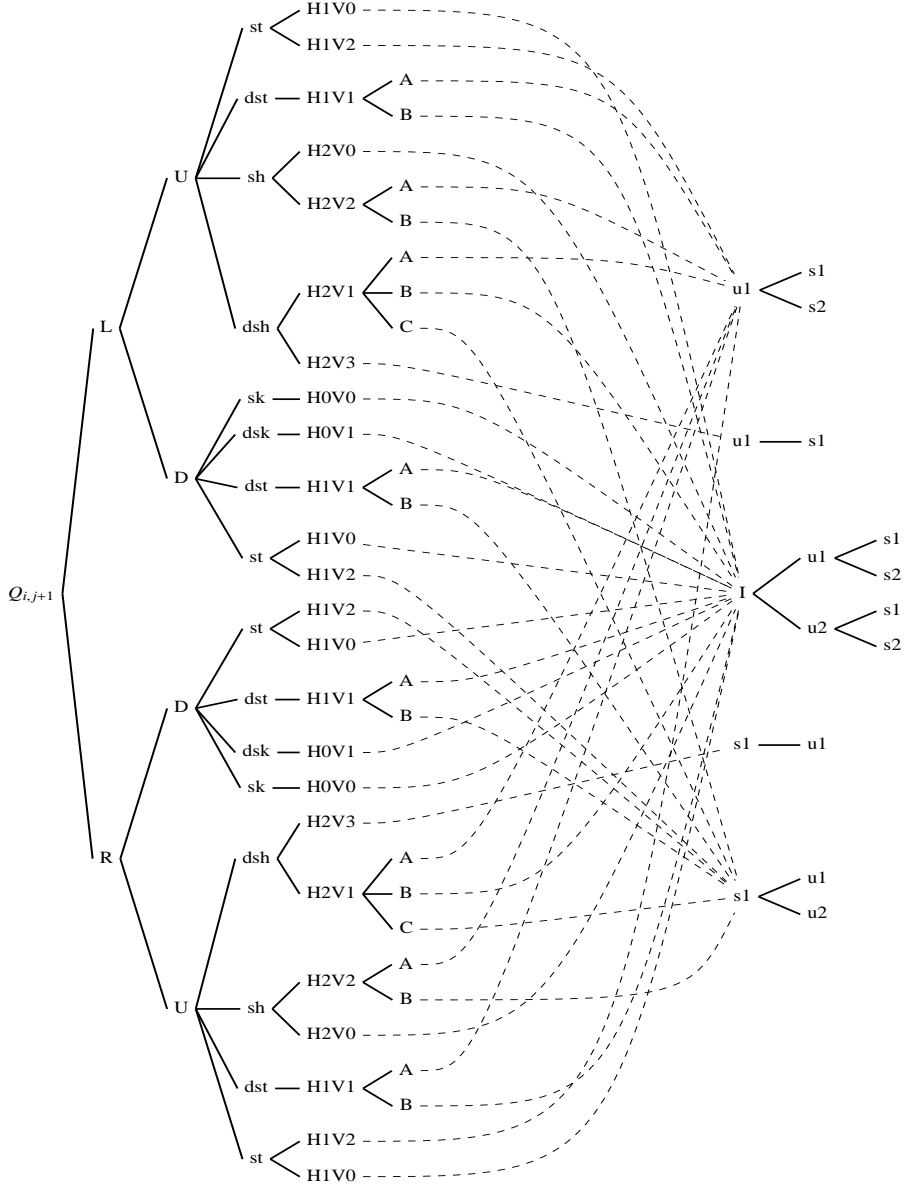 H1V0
st
H1V2
A
dst H1V1
B
H2V0
U sh
A
H2V2
B
A
s1
u1
H2V1 B
s2
L dsh C
H2V3
sk H0V0
dsk H0V1 u1 s1
A
D
dst H1V1
B
H1V0 s1
st u1
H1V2 s2
Q_{i,j+1} I
H1V2 s1
st u2
H1V0 s2
A
dst H1V1
D B
dsk H0V1 s1 u1
sk H0V0
H2V3
R dsh A
u1
H2V1 B s1
u2
C
A
H2V2
B
U sh
H2V0
A
dst H1V1
B
H1V2
st
H1V0